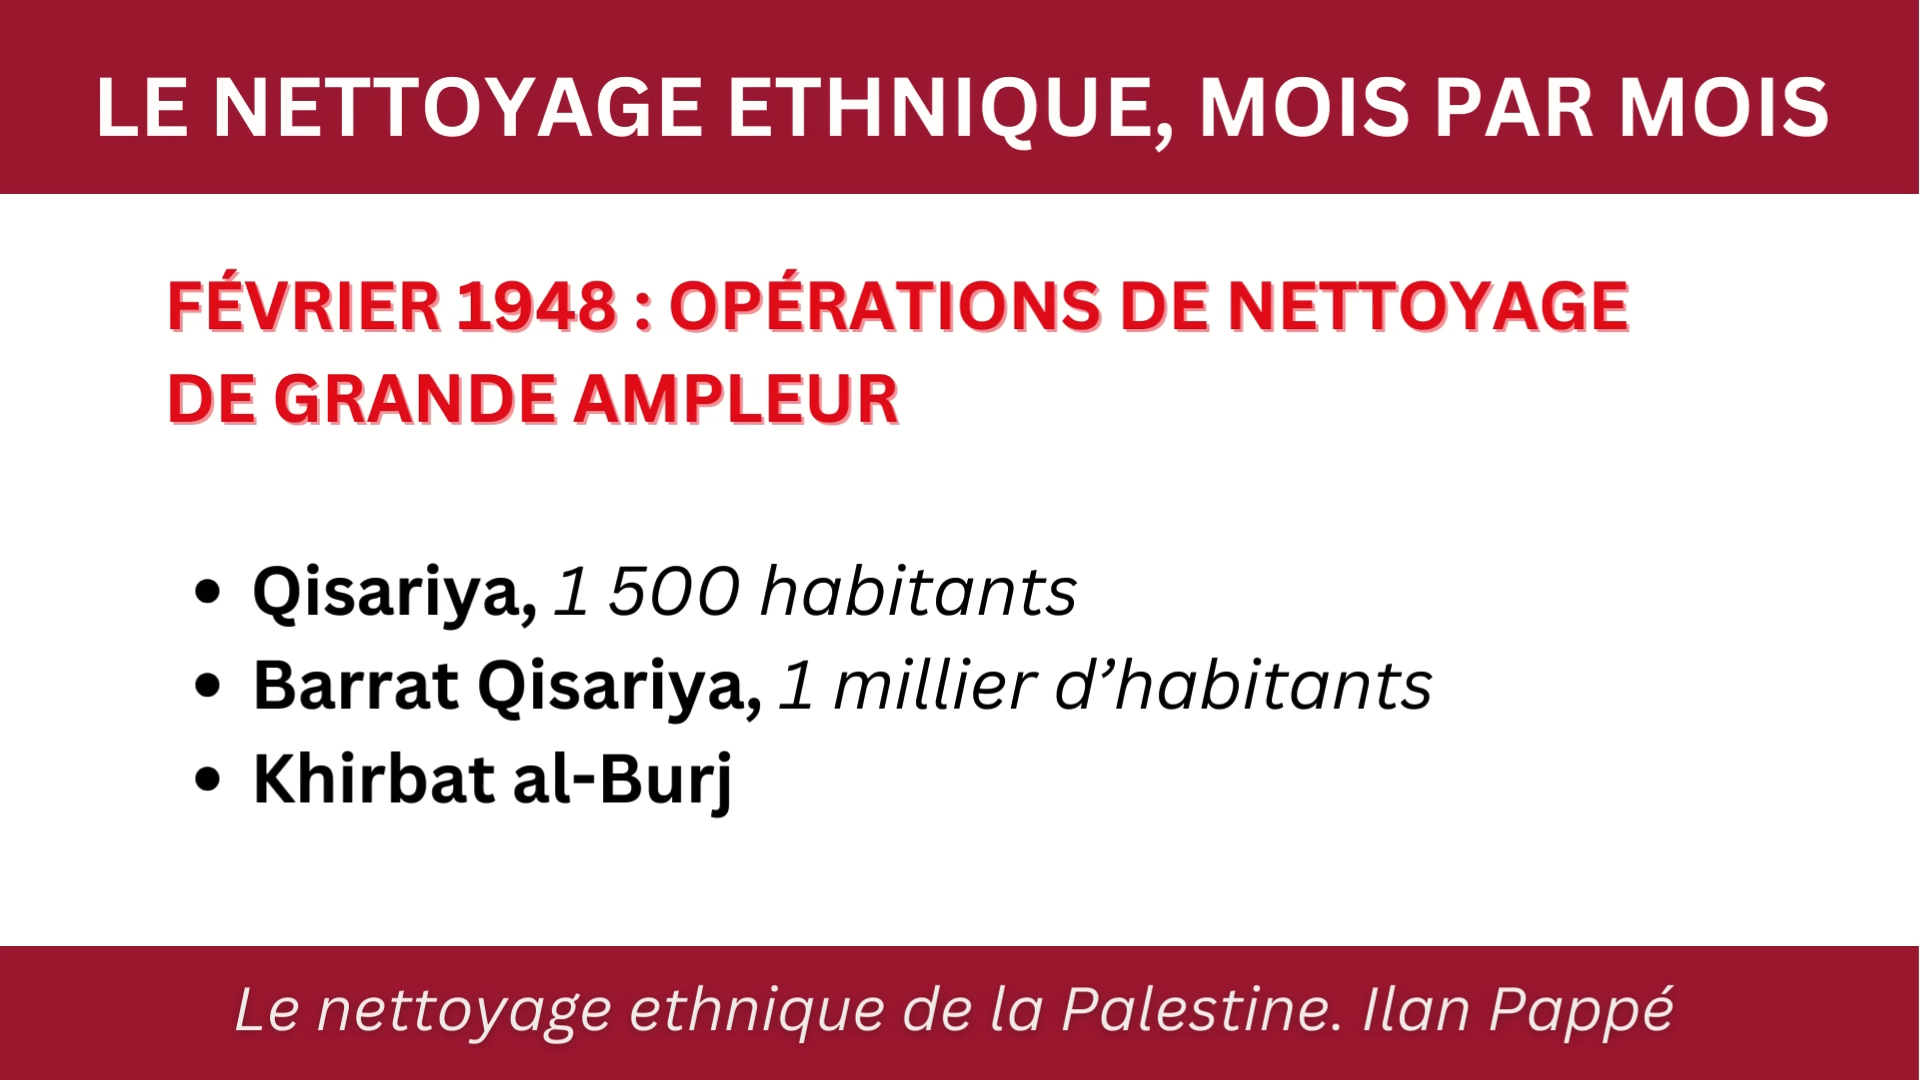 LE NETTOYAGE ETHNIQUE, MOIS PAR MOIS
FÉVRIER 1948 : OPÉRATIONS DE NETTOYAGE
DE GRANDE AMPLEUR
• Qisariya, 1 500 habitants
• Barrat Qisariya, 1 millier d’habitants
• Khirbat al-Burj
Le nettoyage ethnique de la Palestine. Ilan Pappé